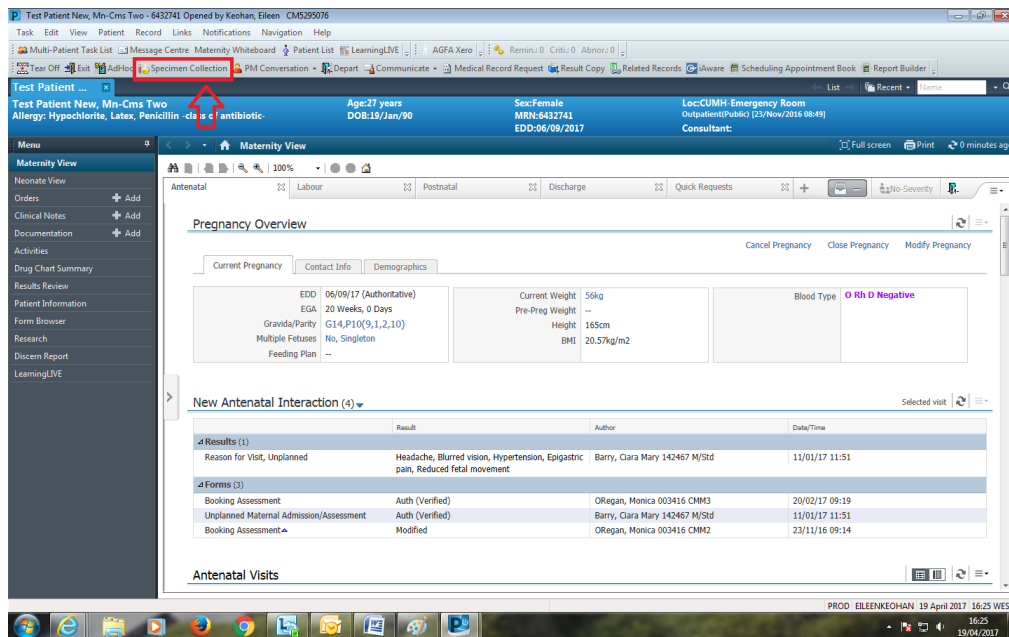 Test Patient New, Mn-Cms Two - 6432741 Opened by Keohan, Eileen CM5295076
Task Edit View Patient Record Links Notifications Navigation Help
Multi-Patient Task List Message Centre Maternity Whiteboard Patient List LearningLIVE AGFA Xero Remin.: 0 Critic.: 0 Abnor.: 0
Tear Off Exit AdHoc Specimen Collection PM Conversation Depart Communicate Medical Record Request Result Copy Related Records iAware Scheduling Appointment Book Report Builder
Test Patient List Recent Name
Test Patient New, Mn-Cms Two Age:27 years Sex:Female Loc:CUMH-Emergency Room
Allergy: Hypochlorite, Latex, Penicillin -class of antibiotic- DOB:19/Jan/90 MRN:6432741 Outpatient(Public) [23/Nov/2016 08:49]
EDD:06/09/2017 Consultant:
Menu Maternity View Full screen Print 0 minutes ago
Maternity View
Neonate View
Orders Add
Clinical Notes Add
Documentation Add
Activities
Drug Chart Summary
Results Review
Patient Information
Form Browser
Research
Discern Report
LearningLIVE
100%
Antenatal Labour Postnatal Discharge Quick Requests + No-Severity
Pregnancy Overview
Cancel Pregnancy Close Pregnancy Modify Pregnancy
Current Pregnancy Contact Info Demographics
EDD 06/09/17 (Authoritative)
EGA 20 Weeks, 0 Days
Gravida/Parity G14,P10(9,1,2,10)
Multiple Fetuses No, Singleton
Feeding Plan --
Current Weight 56kg
Pre-Preg Weight --
Height 165cm
BMI 20.57kg/m2
Blood Type O Rh D Negative
New Antenatal Interaction (4) Selected visit
Result Author Date/Time
Results (1)
Reason for Visit, Unplanned Headache, Blurred vision, Hypertension, Epigastric pain, Reduced fetal movement Barry, Ciara Mary 142467 M/Std 11/01/17 11:51
Forms (3)
Booking Assessment Auth (Verified) ORegan, Monica 003416 CMM3 20/02/17 09:19
Unplanned Maternal Admission/Assessment Auth (Verified) Barry, Ciara Mary 142467 M/Std 11/01/17 11:51
Booking Assessment Modified ORegan, Monica 003416 CMM2 23/11/16 09:14
Antenatal Visits
PROD EILEENKEOHAN 19 April 2017 16:25 WES
16:25
19/04/2017